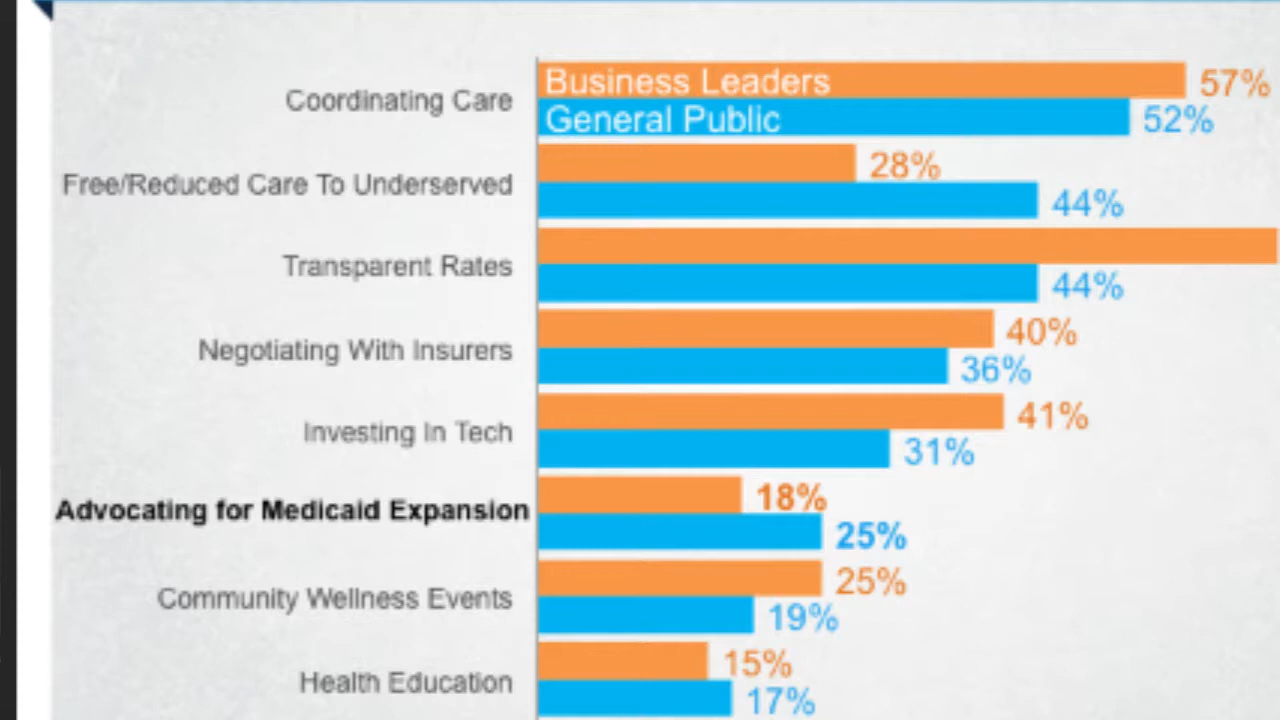 Coordinating Care
Business Leaders 57%
General Public 52%
Free/Reduced Care To Underserved
28%
44%
Transparent Rates
44%
Negotiating With Insurers
40%
36%
Investing In Tech
41%
31%
Advocating for Medicaid Expansion
18%
25%
Community Wellness Events
25%
19%
Health Education
15%
17%